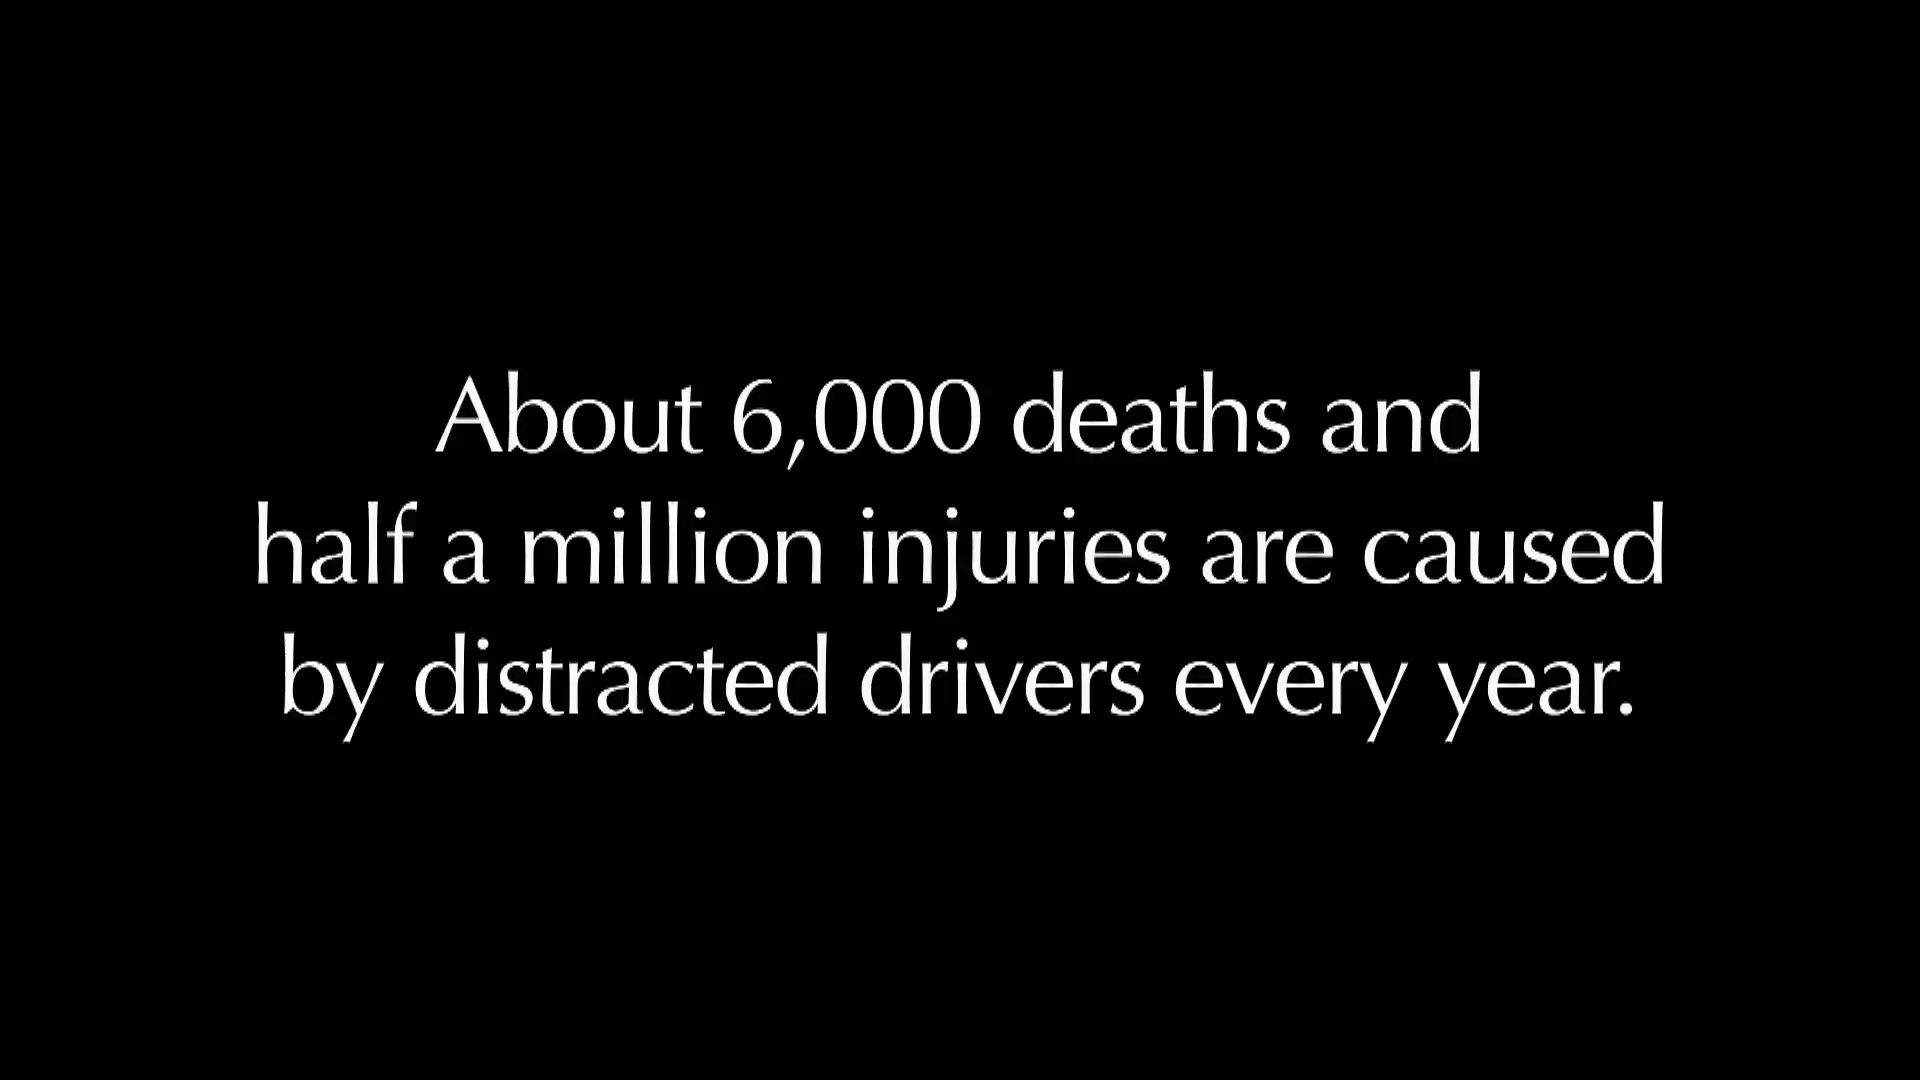 About 6,000 deaths and
half a million injuries are caused
by distracted drivers every year.